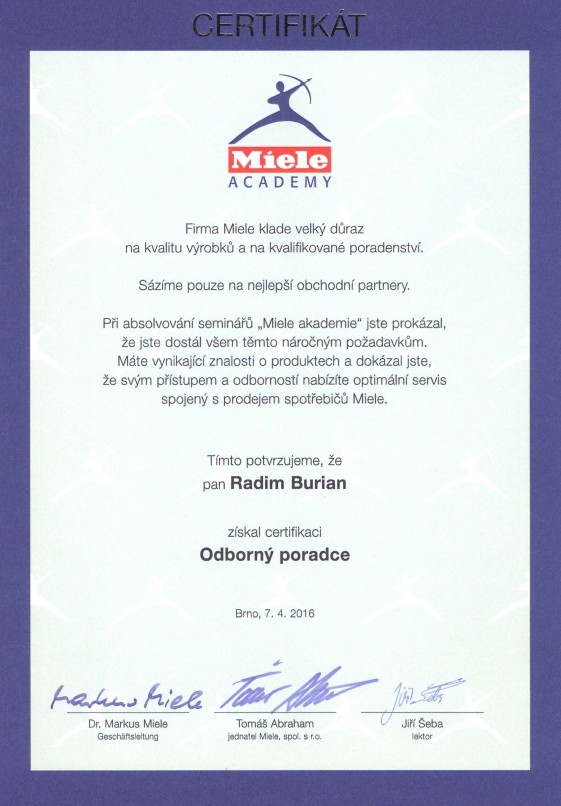 CERTIFIKÁT
Miele
ACADEMY
Firma Miele klade velký důraz
na kvalitu výrobků a na kvalifikované poradenství.
Sázíme pouze na nejlepší obchodní partnery.
Při absolvování seminářů „Miele akademie“ jste prokázal,
že jste dostál všem těmto náročným požadavkům.
Máte vynikající znalosti o produktech a dokázal jste,
že svým přístupem a odborností nabízíte optimální servis
spojený s prodejem spotřebičů Miele.
Tímto potvrzujeme, že
pan Radim Burian
získal certifikaci
Odborný poradce
Brno, 7. 4. 2016
Markus Miele
Dr. Markus Miele
Geschäftsleitung
Tomáš Abraham
jednatel Miele, spol. s r.o.
Jiří Šeba
lektor